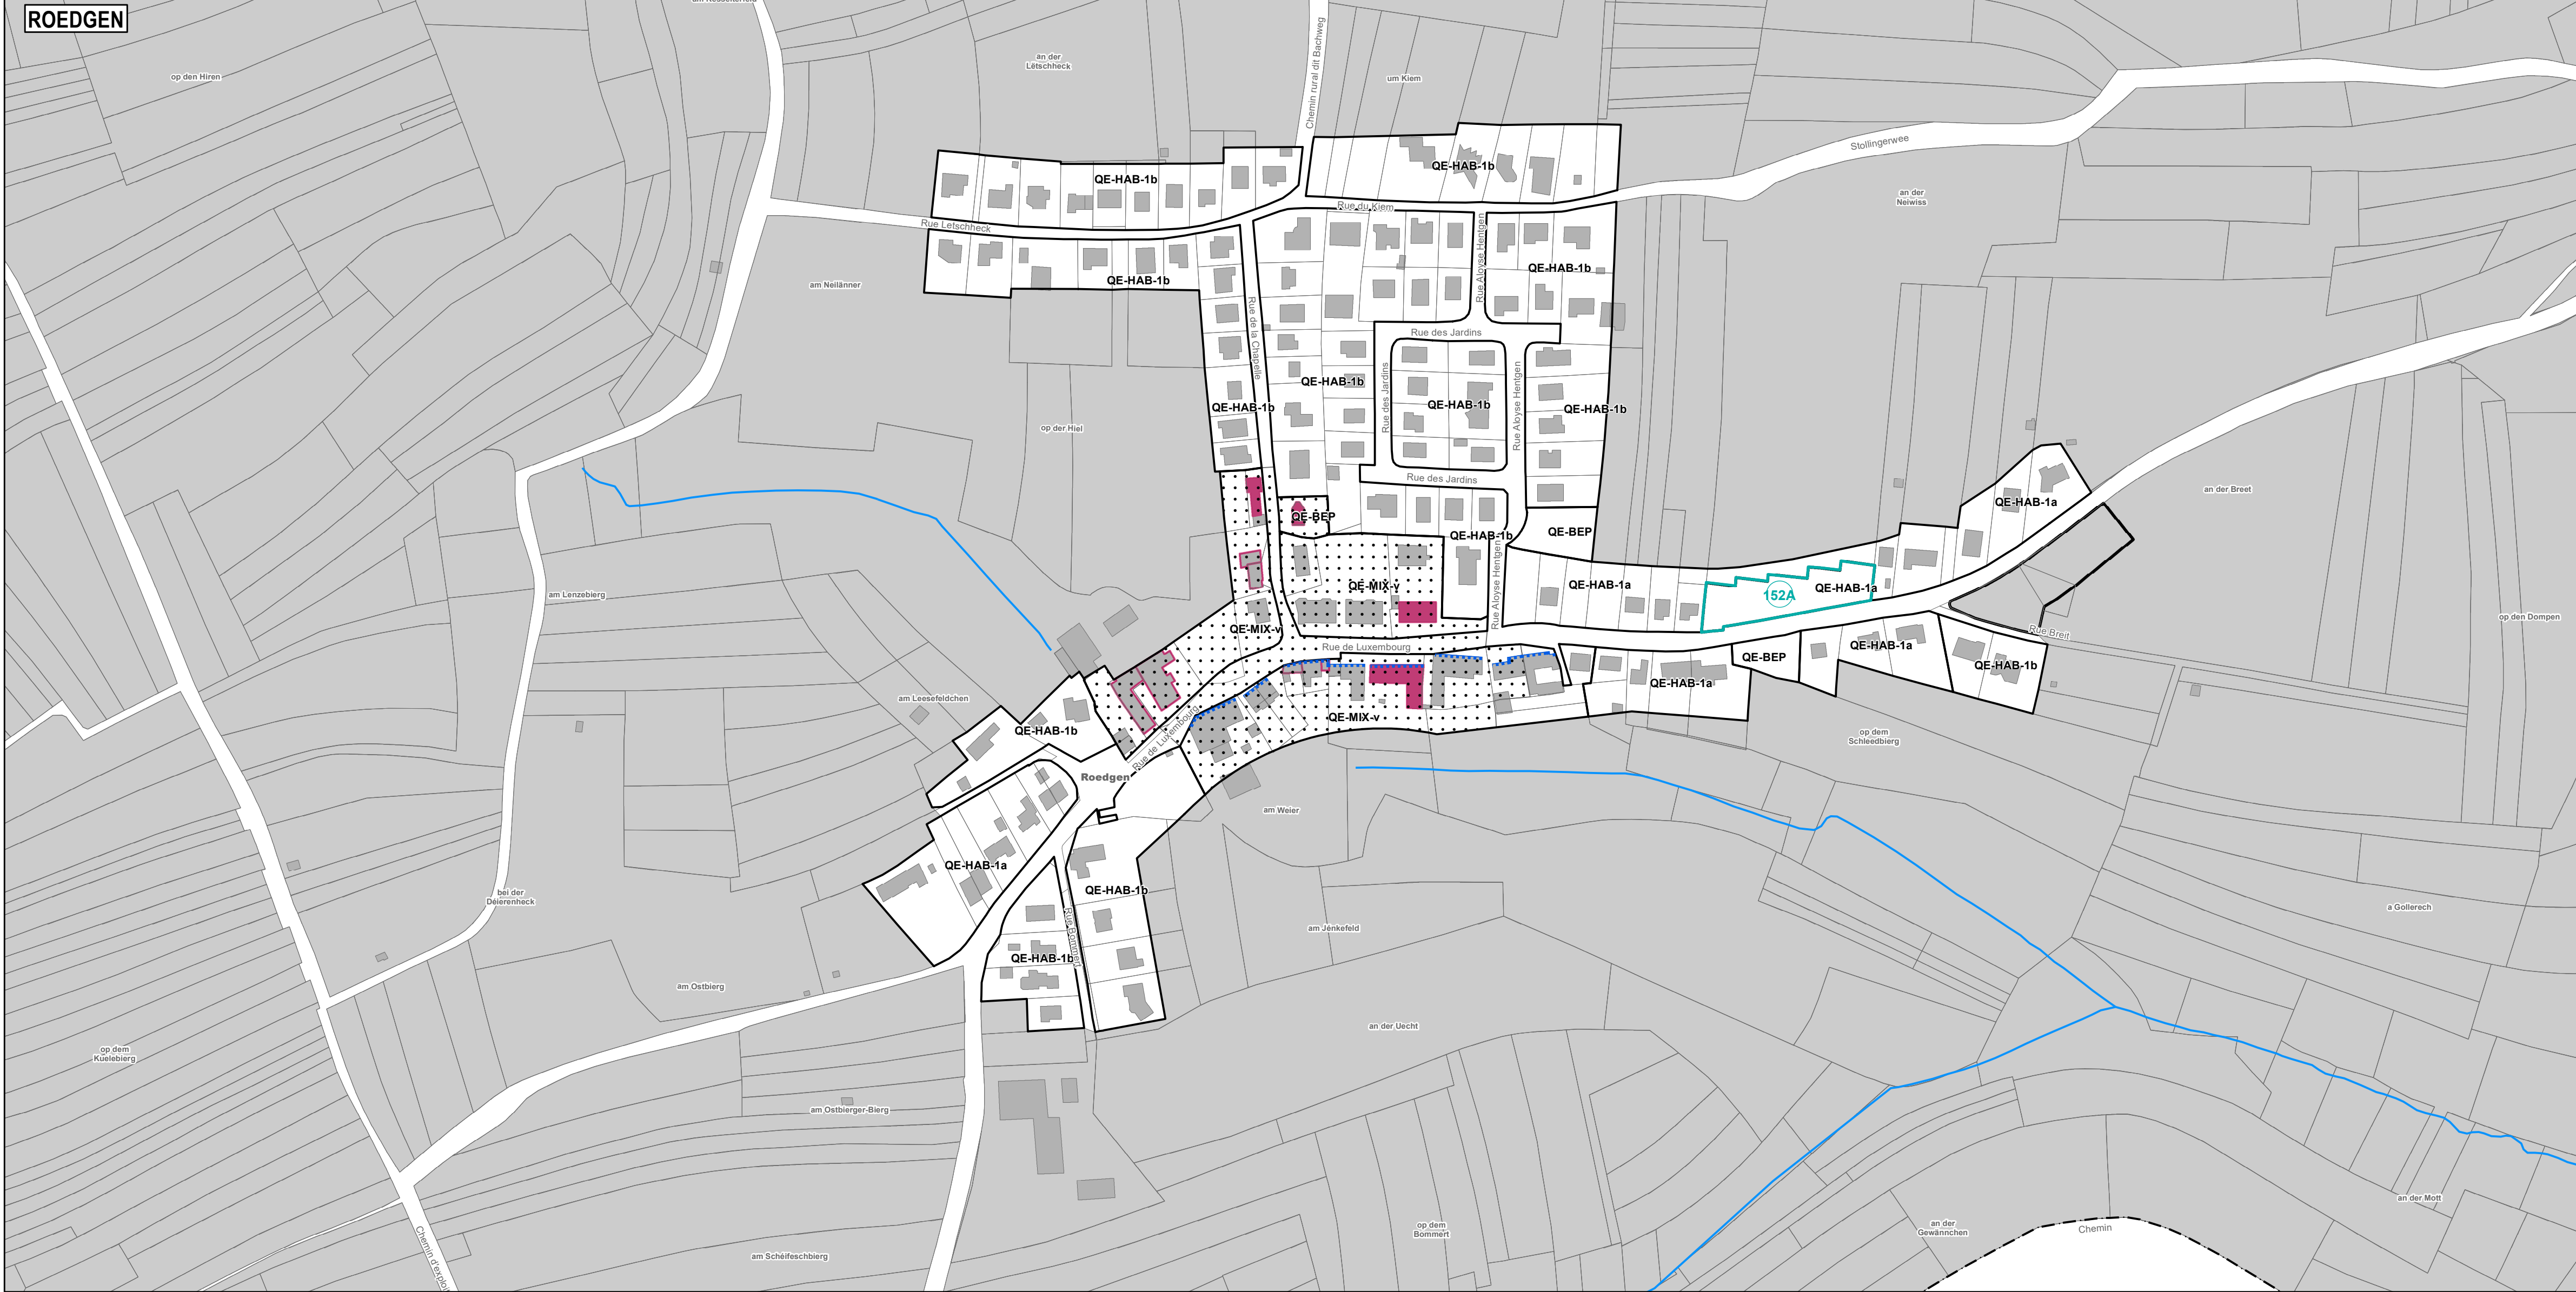 am Kesselterfeld
ROEDGEN
op den Hiren
an der
Lëtschheck
Chemin rural dit Bachweg
um Kiem
Stollingerwee
QE-HAB-1b
QE-HAB-1b
an der
Neiwiss
Rue du Kiem
Rue Letschheck
Rue Aloyse Hentgen
QE-HAB-1b
QE-HAB-1b
am Neilänner
Rue de la Chapelle
Rue des Jardins
QE-HAB-1b
QE-HAB-1b
Rue des Jardins
QE-HAB-1b
Rue Aloyse Hentgen
QE-HAB-1b
QE-HAB-1b
op der Hiel
Rue des Jardins
an der Breet
QE-HAB-1a
QE-BEP
QE-HAB-1b
QE-BEP
Rue Aloyse Hentgen
QE-MIX-v
QE-HAB-1a
152A
QE-HAB-1a
am Lenzebierg
op den Dompen
QE-MIX-v
Rue Breit
Rue de Luxembourg
QE-HAB-1a
QE-BEP
QE-HAB-1b
QE-HAB-1a
am Leesefeldchen
QE-MIX-v
QE-HAB-1b
Rue de Luxembourg
op dem
Schleedbierg
Roedgen
am Weier
QE-HAB-1a
QE-HAB-1b
bei der
Déierenheck
a Gollerech
Rue Bommert
am Jénkefeld
QE-HAB-1b
am Ostbierg
an der Uecht
op dem
Kuelebierg
am Ostbierger-Bierg
an der Mott
op dem
Bommert
an der
Gewännchen
Chemin
am Schéifeschbierg
Chemin d'exploi